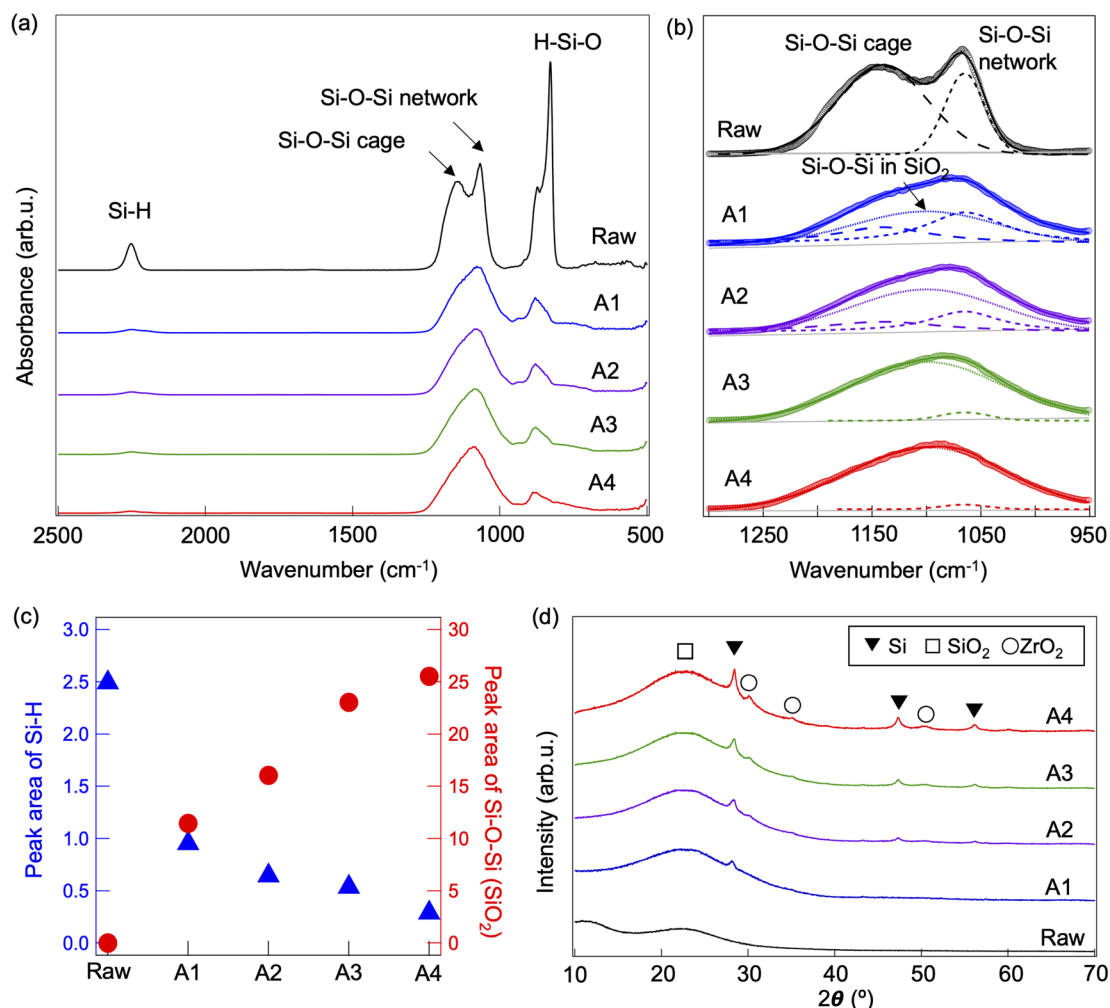 (a)
H-Si-O
Si-O-Si network
Si-O-Si cage
Si-H
Raw
A1
A2
A3
A4
Absorbance (arb.u.)
2500 2000 1500 1000 500
Wavenumber (cm⁻¹)
(b)
Si-O-Si cage
Si-O-Si
network
Raw
Si-O-Si in SiO₂
A1
A2
A3
A4
1250 1150 1050 950
Wavenumber (cm⁻¹)
(c)
3.0
2.5
2.0
1.5
1.0
0.5
0.0
Peak area of Si-H
30
25
20
15
10
5
0
Peak area of Si-O-Si (SiO₂)
Raw A1 A2 A3 A4
(d)
Si SiO₂ ZrO₂
A4
A3
A2
A1
Raw
Intensity (arb.u.)
10 20 30 40 50 60 70
2θ (º)